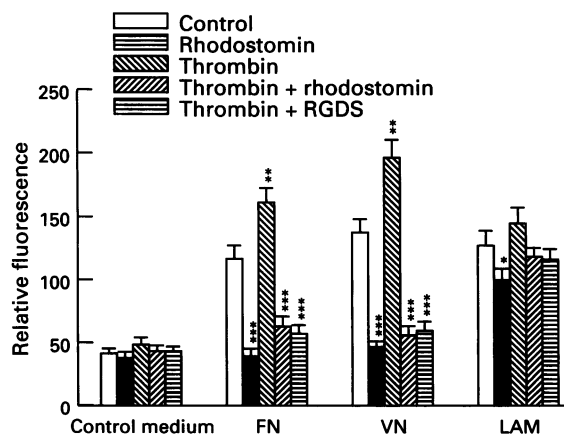 Control
Rhodostomin
Thrombin
Thrombin + rhodostomin
Thrombin + RGDS
Relative fluorescence
250
200
150
100
50
0
**
***
***
***
**
***
***
***
*
Control medium FN VN LAM